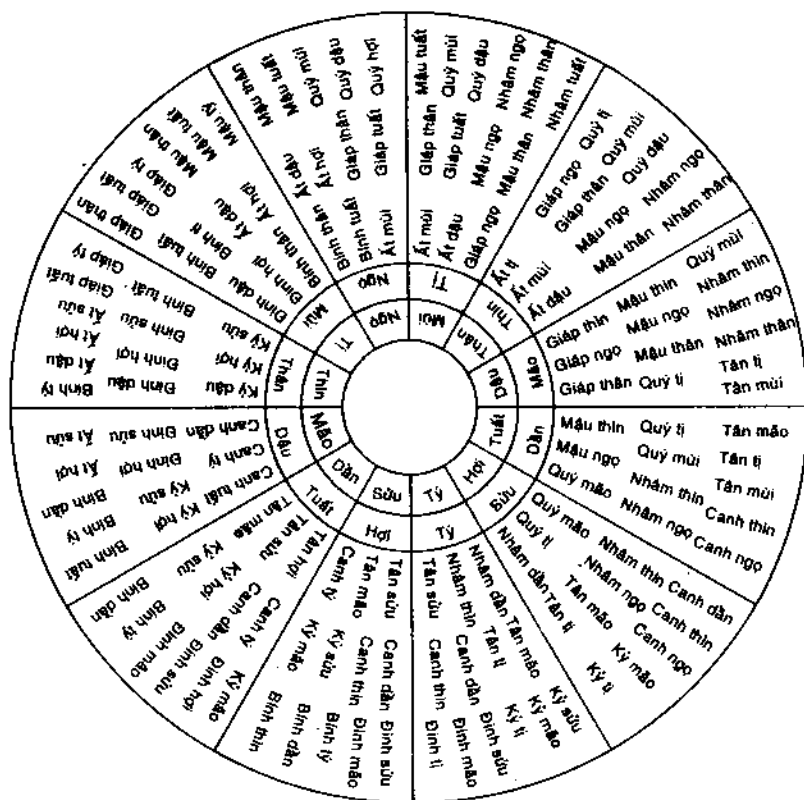 Ất mùi Giáp thân Mậu tuất
Giáp tuất Quý mùi
Ất dậu Mậu ngọ Quý dậu
Nhâm ngọ
Giáp ngọ Mậu thân Nhâm thân
Nhâm tuất
Giáp ngọ Quý tị
Giáp thân Quý mùi
Quý dậu
Ất tị
Ất mùi Mậu ngọ Nhâm ngọ
Ất dậu Mậu thân Nhâm thân
Giáp thìn Mậu thìn Quý mùi
Giáp ngọ Mậu ngọ Nhâm thìn
Mậu thân Nhâm ngọ
Nhâm thân
Giáp thân Quý tị Tân tị
Tân mùi
Mậu thìn Quý tị Tân mão
Mậu ngọ Quý mùi Tân tị
Quý mão Nhâm thìn Tân mùi
Nhâm ngọ Canh thìn
Canh ngọ
Quý mão Nhâm thìn Canh dần
Quý tị Nhâm ngọ Canh thìn
Nhâm dần Tân tị Tân mão Canh ngọ
Kỷ mão
Kỷ tị
Nhâm dần Tân mão Kỷ sửu
Nhâm thìn Tân tị Kỷ mão
Kỷ tị
Tân sửu Canh dần Đinh sửu
Canh thìn Đinh mão
Đinh tị
Tân sửu Canh dần Đinh sửu
Tân mão Canh thìn Đinh mão
Canh tý Kỷ sửu Bính tý
Kỷ mão Bính dần
Bính thìn
Canh tý Kỷ mão
Tân hợi Canh dần Đinh hợi
Tân sửu Kỷ hợi Đinh sửu
Tân mão Kỷ sửu Đinh mão
Bính tý
Bính dần
Canh tuất Kỷ hợi Bính tuất
Canh tý Kỷ sửu Bính tý
Canh dần Đinh hợi Bính dần
Đinh sửu Ất hợi
Ất sửu
Kỷ dậu Đinh dậu Bính tý
Kỷ hợi Đinh hợi Ất dậu
Kỷ sửu Đinh sửu Ất hợi
Bính tuất Ất sửu
Giáp tuất
Giáp tý
Đinh dậu Bính tuất Giáp thân
Đinh hợi Bính tý Giáp tuất
Bính thân Ất dậu Giáp tý
Ất hợi Mậu thân
Mậu tuất
Mậu tý
Bính thân Ất dậu Mậu thân
Bính tuất Ất hợi Mậu tuất
Ất mùi Giáp thân Quý mùi
Giáp tuất Quý dậu
Quý hợi
Tị Thìn Mão Dần Sửu Tý Hợi Tuất Dậu Thân Mùi Ngọ
Mùi Thân Dậu Tuất Hợi Tý Sửu Dần Mão Thìn Tị Ngọ